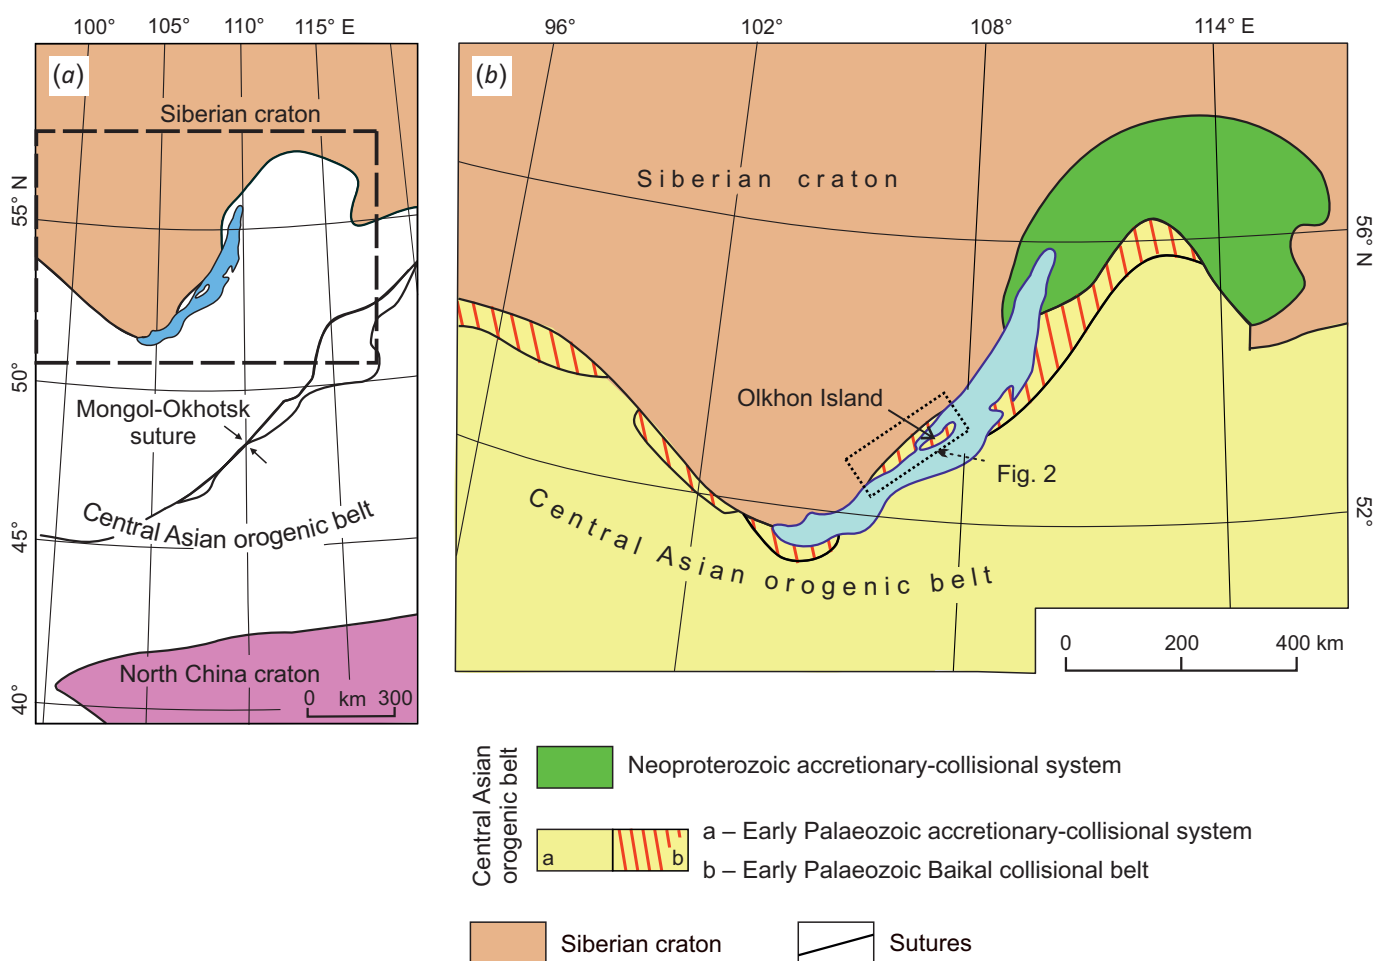 100° 105° 110° 115° E
(a)
Siberian craton
55° N
50°
Mongol-Okhotsk
suture
Central Asian orogenic belt
45°
North China craton
40°
0 km 300
96° 102° 108° 114° E
(b)
Siberian craton
56° N
Olkhon Island
Fig. 2
52°
Central Asian orogenic belt
0 200 400 km
Central Asian
orogenic belt
Neoproterozoic accretionary-collisional system
a b
a – Early Palaeozoic accretionary-collisional system
b – Early Palaeozoic Baikal collisional belt
Siberian craton
Sutures